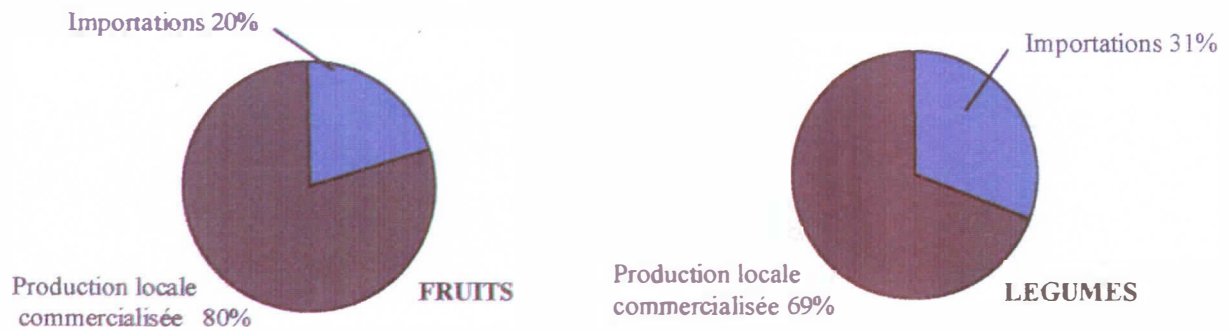 Importations 20%
Production locale
commercialisée 80%
FRUITS
Importations 31%
Production locale
commercialisée 69%
LEGUMES